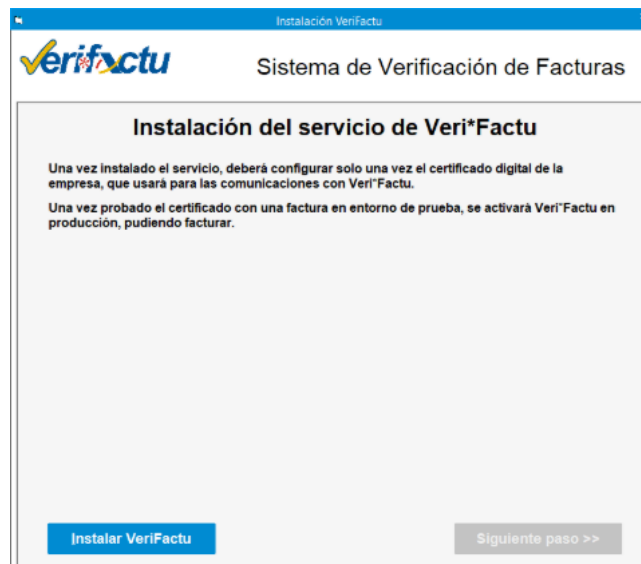 Instalación VeriFactu
Verifactu
Sistema de Verificación de Facturas
Instalación del servicio de Veri*Factu
Una vez instalado el servicio, deberá configurar solo una vez el certificado digital de la
empresa, que usará para las comunicaciones con Veri*Factu.
Una vez probado el certificado con una factura en entorno de prueba, se activará Veri*Factu en
producción, pudiendo facturar.
Instalar VeriFactu
Siguiente paso >>